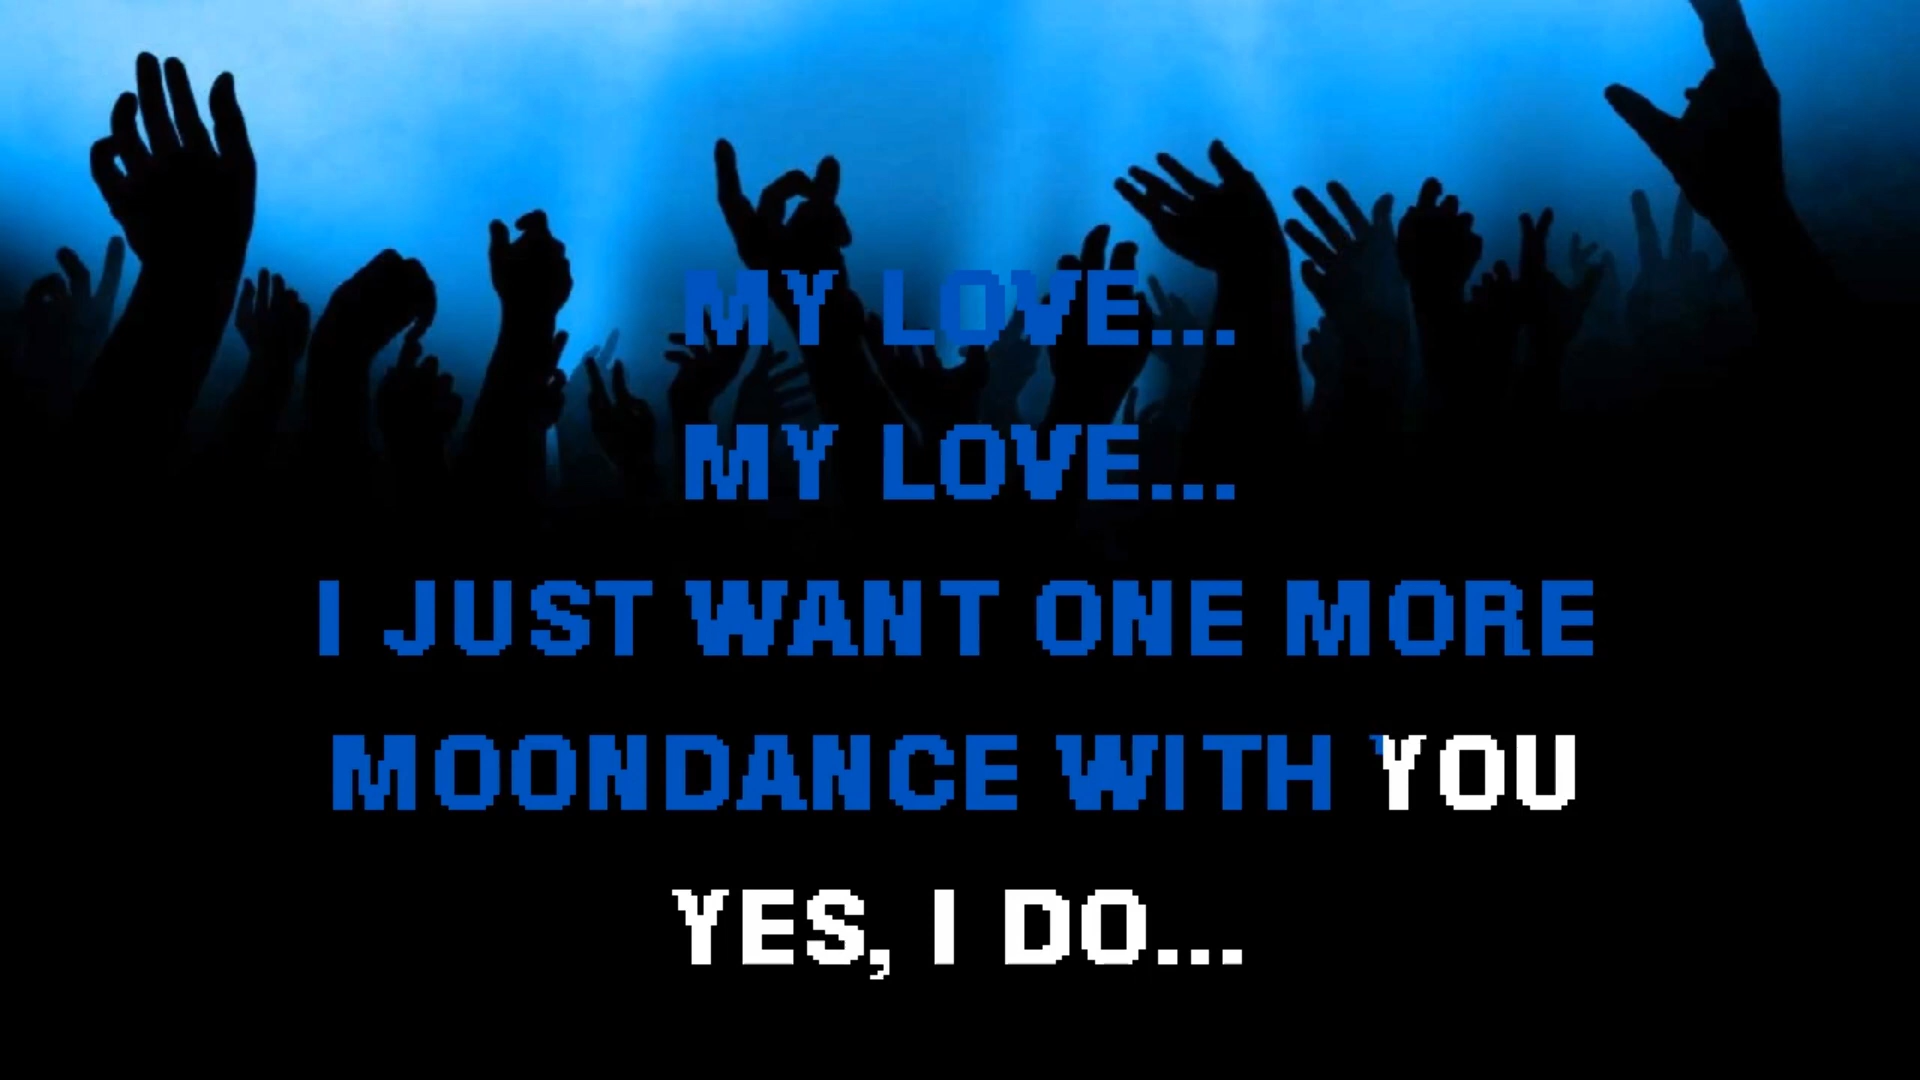 MY LOVE...
MY LOVE...
I JUST WANT ONE MORE
MOONDANCE WITH YOU
YES, I DO...